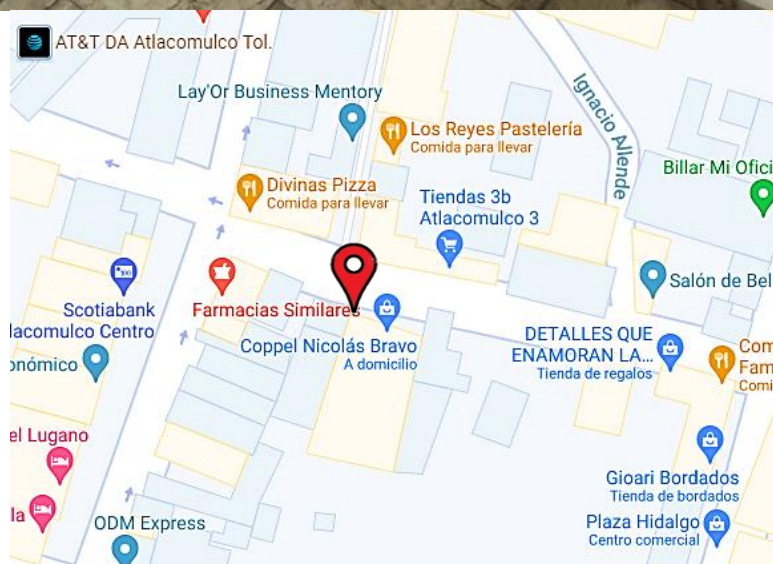 AT&T DA Atlacomulco Tol.
Lay'Or Business Mentory
Los Reyes Pastelería
Comida para llevar
Ignacio Allende
Billar Mi Ofici
Divinas Pizza
Comida para llevar
Tiendas 3b
Atlacomulco 3
Salón de Bel
Scotiabank
lacomulco Centro
Farmacias Similares
Coppel Nicolás Bravo
A domicilio
DETALLES QUE
ENAMORAN LA...
Tienda de regalos
Com
Fam
Comi
onómico
el Lugano
la
Gioari Bordados
Tienda de bordados
Plaza Hidalgo
Centro comercial
ODM Express